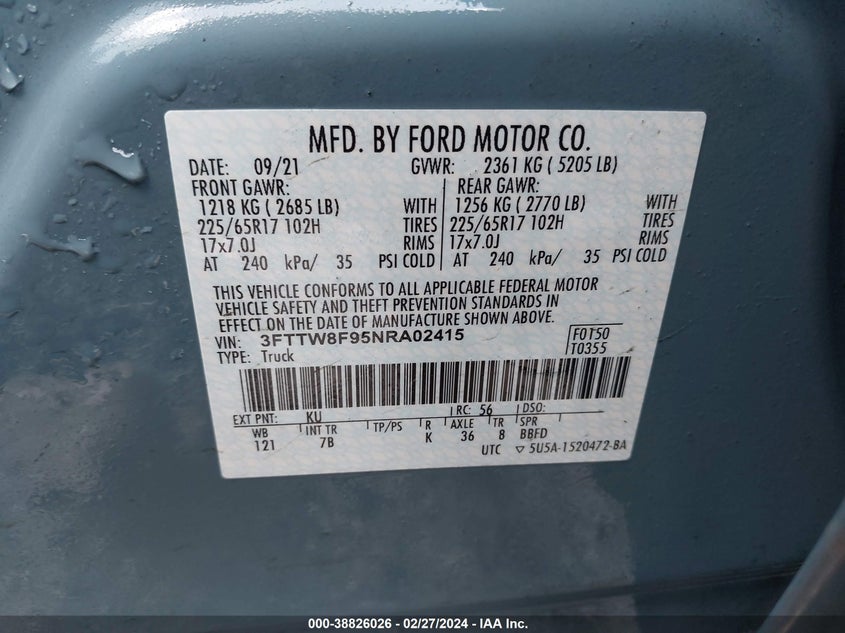 MFD. BY FORD MOTOR CO.
DATE: 09/21 GVWR: 2361 KG ( 5205 LB)
FRONT GAWR: REAR GAWR:
1218 KG ( 2685 LB) WITH 1256 KG ( 2770 LB) WITH
225/65R17 102H TIRES 225/65R17 102H TIRES
17x7.0J RIMS 17x7.0J RIMS
AT 240 kPa/ 35 PSI COLD AT 240 kPa/ 35 PSI COLD
THIS VEHICLE CONFORMS TO ALL APPLICABLE FEDERAL MOTOR
VEHICLE SAFETY AND THEFT PREVENTION STANDARDS IN
EFFECT ON THE DATE OF MANUFACTURE SHOWN ABOVE.
VIN: 3FTTW8F95NRA02415 F0T50
TYPE: Truck T0355
EXT PNT: KU RC: 56 DSO:
WB INT TR TP/PS R AXLE TR SPR
121 7B K 36 8 BBFD
UTC ▽ 5U5A-1520472-BA
000-38826026 - 02/27/2024 - IAA Inc.